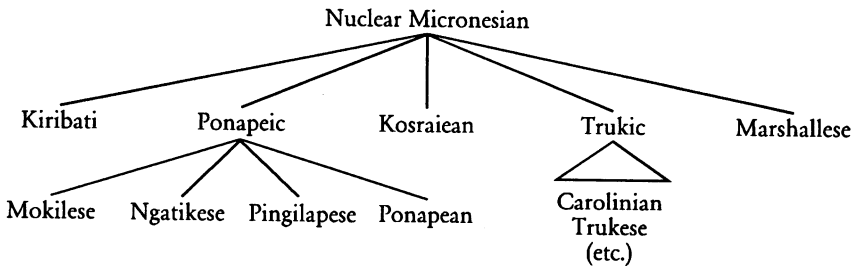 Nuclear Micronesian
Kiribati Ponapeic Kosraiean Trukic Marshallese
Mokilese Ngatikese Pingilapese Ponapean Carolinian
Trukese
(etc.)